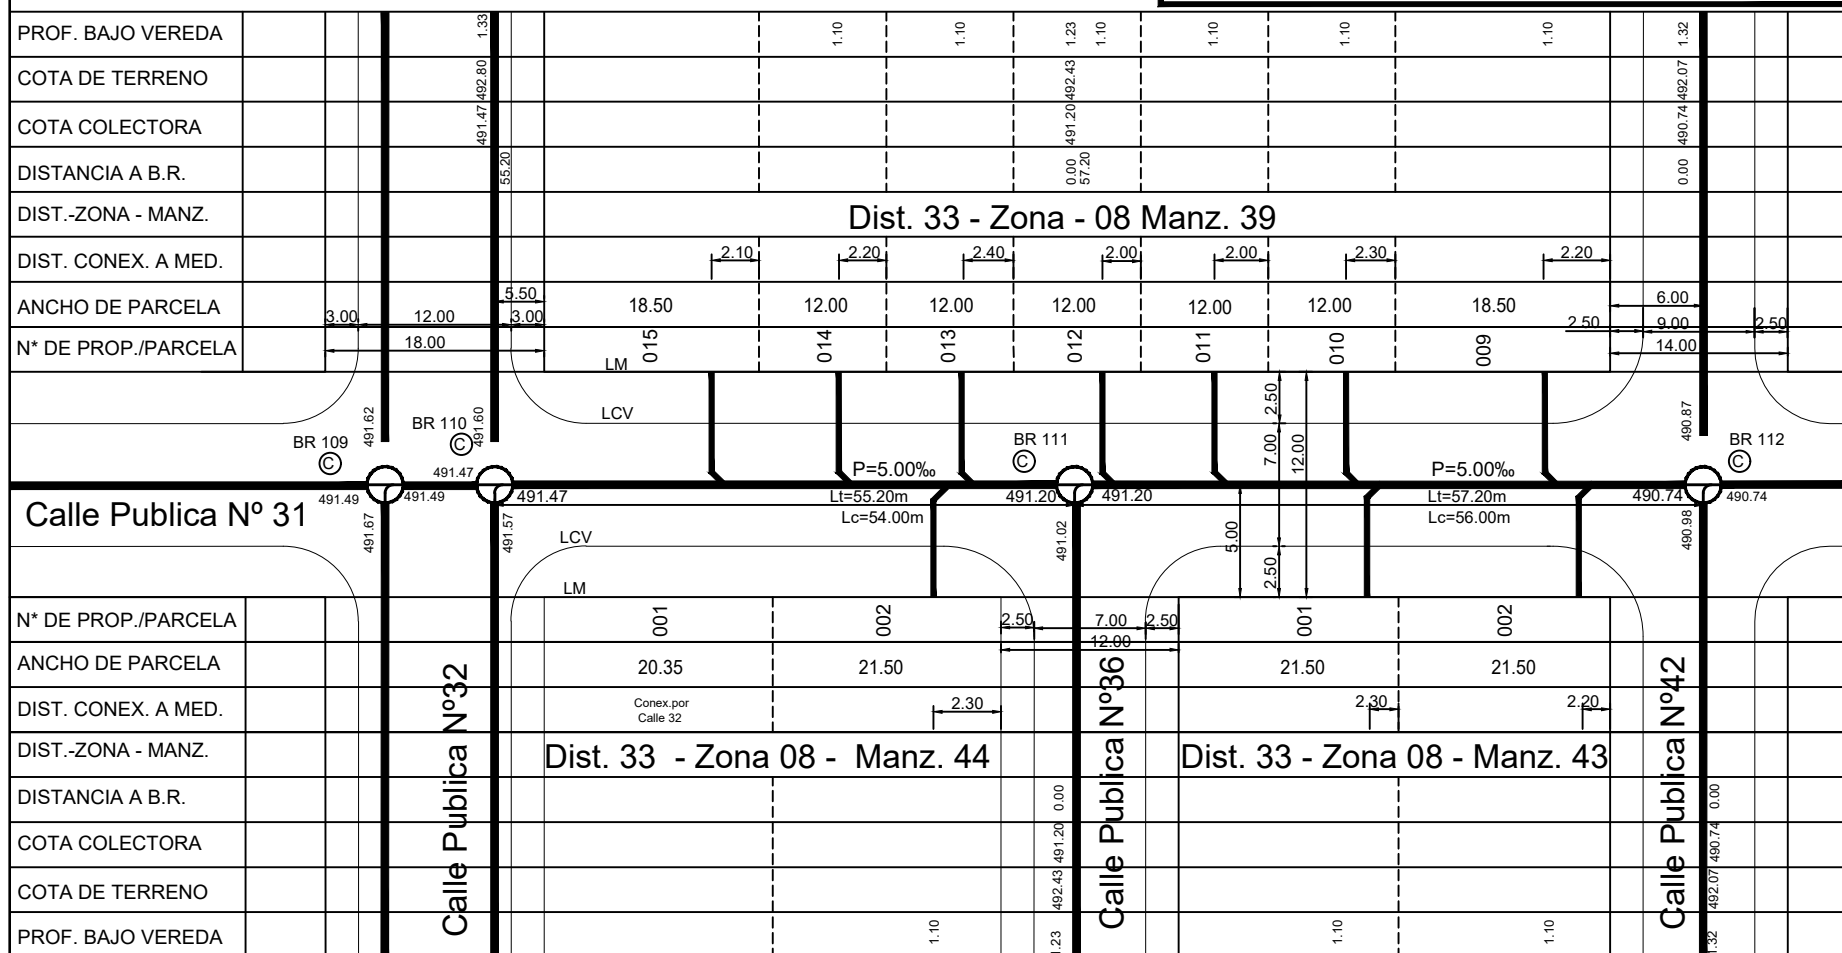 PROF. BAJO VEREDA 1.33 1.10 1.10 1.23 1.10 1.10 1.10 1.10 1.32
COTA DE TERRENO 492.80 492.43 492.07
COTA COLECTORA 491.47 491.20 490.74
DISTANCIA A B.R. 55.20 0.00 57.20 0.00
DIST.-ZONA - MANZ. Dist. 33 - Zona - 08 Manz. 39
DIST. CONEX. A MED. 2.10 2.20 2.40 2.00 2.00 2.30 2.20
ANCHO DE PARCELA 5.50 18.50 12.00 12.00 12.00 12.00 12.00 18.50 6.00
3.00 12.00 3.00 2.50 9.00 2.50
N* DE PROP./PARCELA 18.00 015 014 013 012 011 010 009 14.00
LM
LCV 2.50
491.62 BR 110 491.60 490.87
BR 109 C C BR 111 C 7.00 12.00 BR 112 C
491.47 P=5.00‰ P=5.00‰
491.49 491.49 491.47 Lt=55.20m 491.20 491.20 Lt=57.20m 490.74 490.74
Calle Publica Nº 31 Lc=54.00m Lc=56.00m
491.67 491.57 491.02 5.00 490.98
LCV
2.50
LM
N* DE PROP./PARCELA 001 002 2.50 7.00 2.50 001 002
12.00
ANCHO DE PARCELA 20.35 21.50 21.50 21.50
DIST. CONEX. A MED. Conex.por 2.30 2.30 2.20
Calle 32
DIST.-ZONA - MANZ. Dist. 33 - Zona 08 - Manz. 44 Dist. 33 - Zona 08 - Manz. 43
Calle Publica Nº32
Calle Publica Nº36
Calle Publica Nº42
DISTANCIA A B.R. 0.00 0.00
COTA COLECTORA 491.20 490.74
COTA DE TERRENO 492.43 492.07
PROF. BAJO VEREDA 1.10 1.23 1.10 1.10 1.32